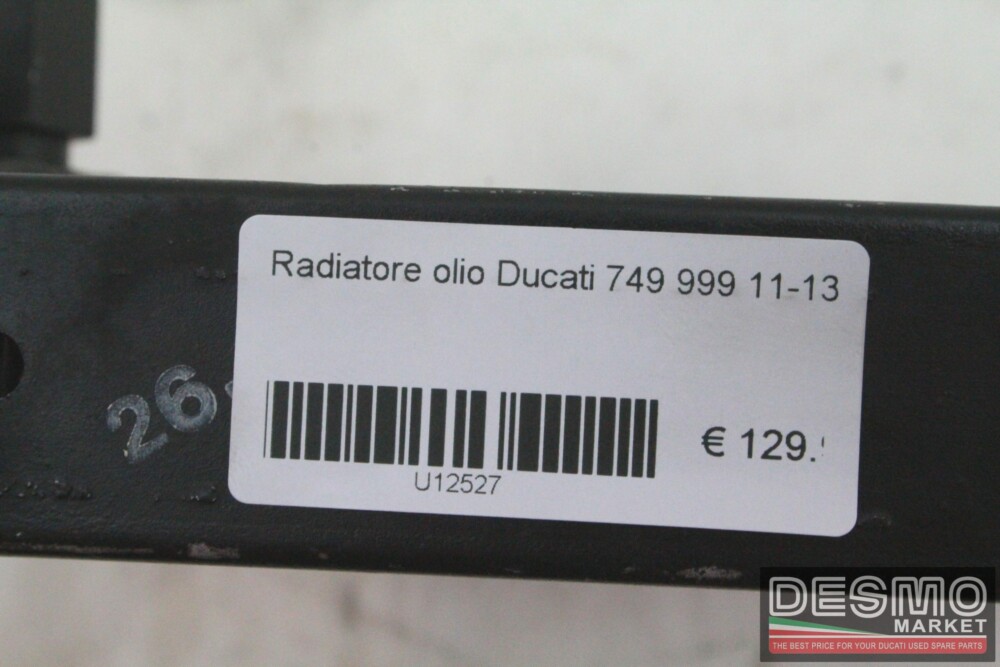 Radiatore olio Ducati 749 999 11-13
26
€ 129.
U12527
DESMO
MARKET
THE BEST PRICE FOR YOUR DUCATI USED SPARE PARTS